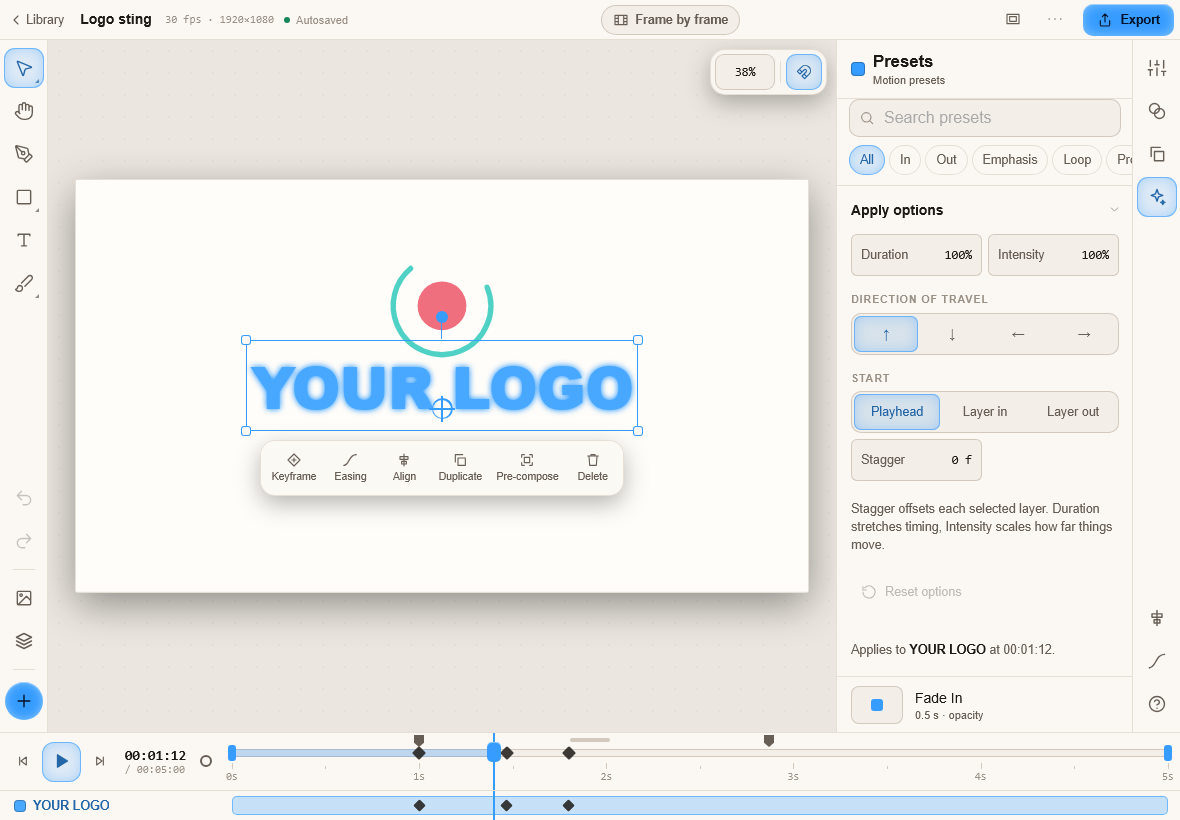 Library
Logo sting
30 fps · 1920×1080
Autosaved
Frame by frame
Export
38%
Presets
Motion presets
Search presets
All
In
Out
Emphasis
Loop
Apply options
Duration 100%
Intensity 100%
DIRECTION OF TRAVEL
↑ ↓ ← →
START
Playhead
Layer in
Layer out
Stagger 0 f
Stagger offsets each selected layer. Duration
stretches timing, Intensity scales how far things
move.
Reset options
Applies to YOUR LOGO at 00:01:12.
Fade In
0.5 s · opacity
YOUR LOGO
Keyframe
Easing
Align
Duplicate
Pre-compose
Delete
00:01:12
/ 00:05:00
0s
1s
2s
3s
4s
5s
YOUR LOGO